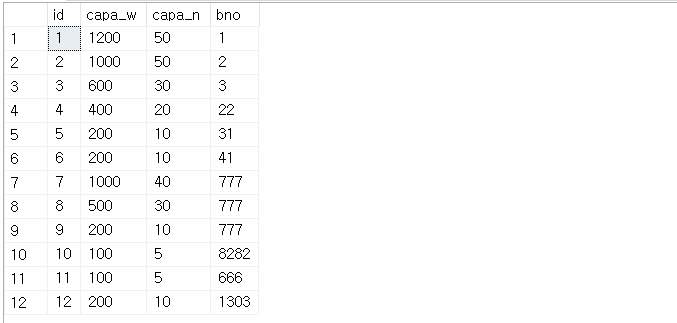 id capa_w capa_n bno
1 1 1200 50 1
2 2 1000 50 2
3 3 600 30 3
4 4 400 20 22
5 5 200 10 31
6 6 200 10 41
7 7 1000 40 777
8 8 500 30 777
9 9 200 10 777
10 10 100 5 8282
11 11 100 5 666
12 12 200 10 1303